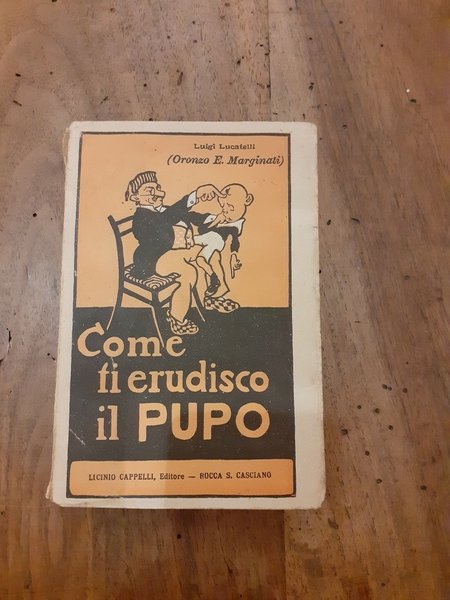 Luigi Lucatelli
(Oronzo E. Marginati)
Come
ti erudisco
il PUPO
LICINIO CAPPELLI, Editore — ROCCA S. CASCIANO